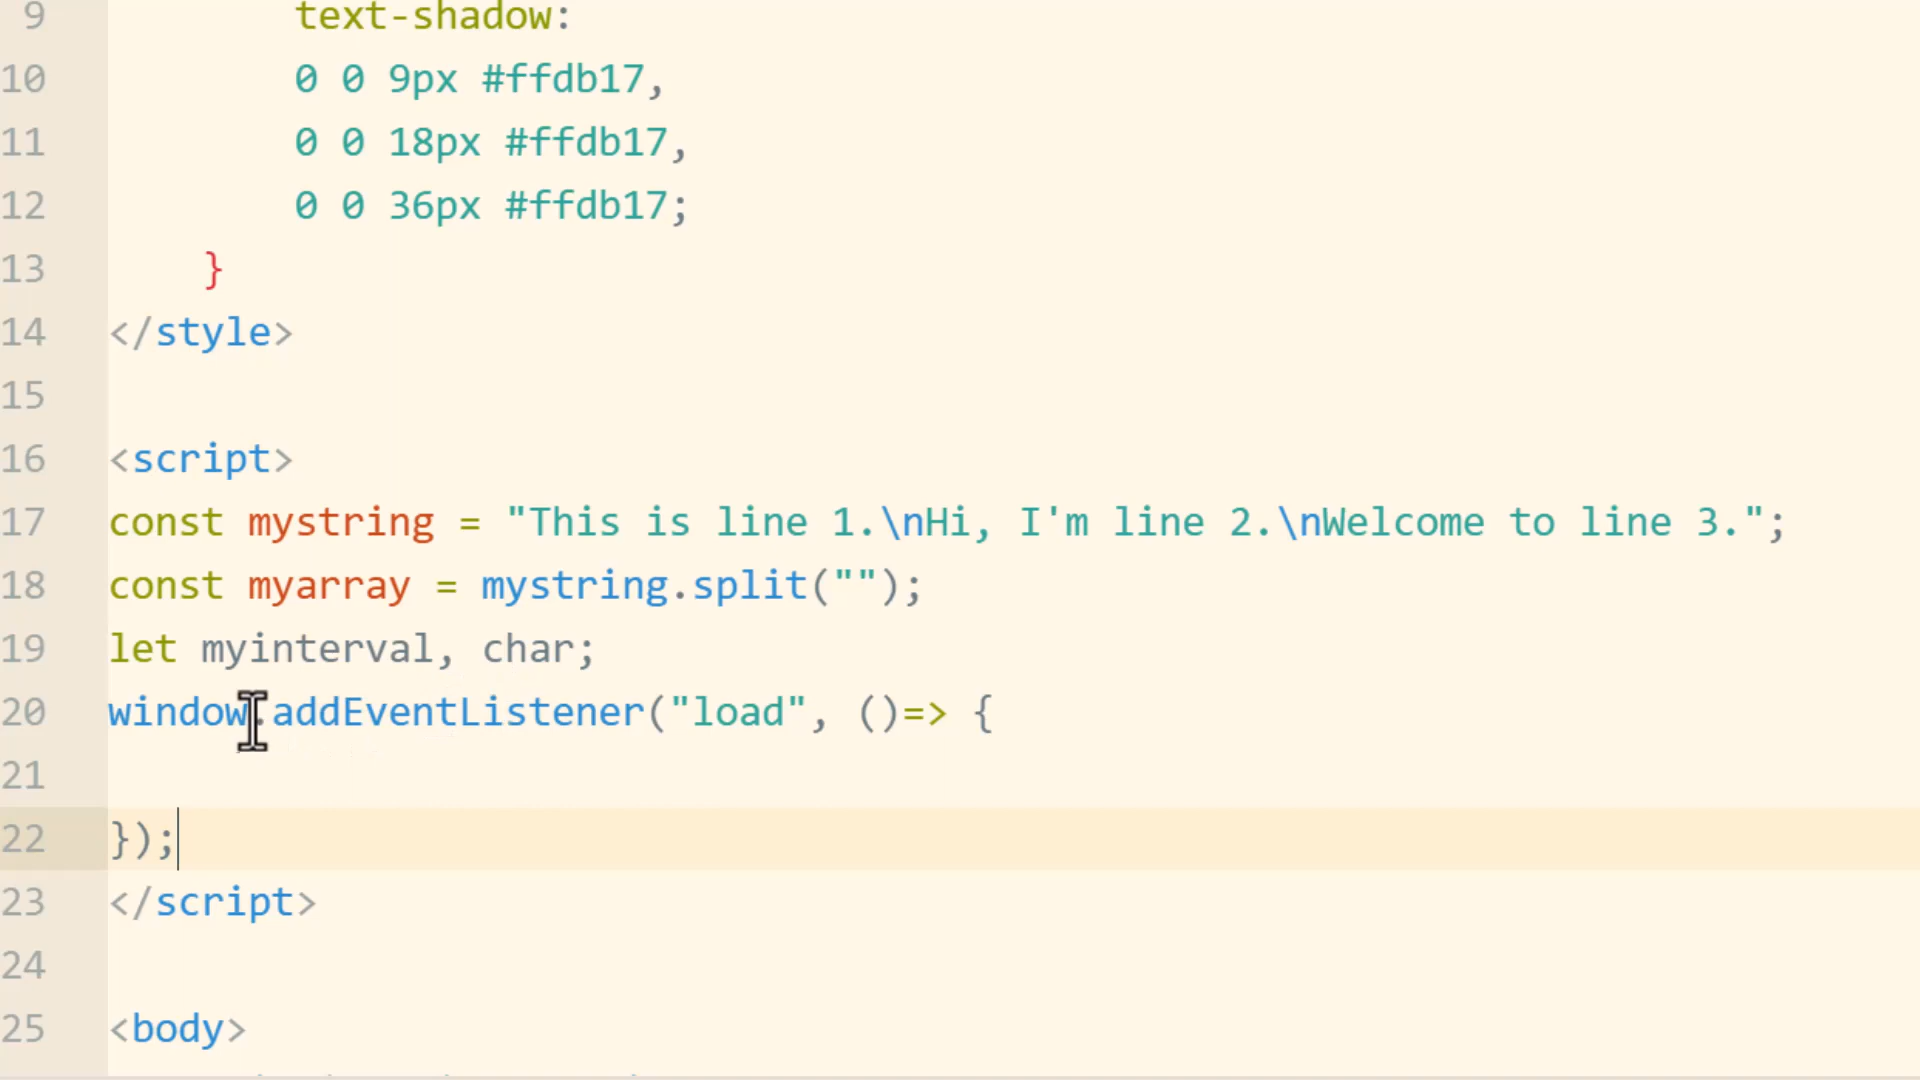 9 text-shadow:
10 0 0 9px #ffdb17,
11 0 0 18px #ffdb17,
12 0 0 36px #ffdb17;
13 }
14 </style>
15
16 <script>
17 const mystring = "This is line 1.\nHi, I'm line 2.\nWelcome to line 3.";
18 const myarray = mystring.split("");
19 let myinterval, char;
20 window.addEventListener("load", ()=> {
21
22 });
23 </script>
24
25 <body>